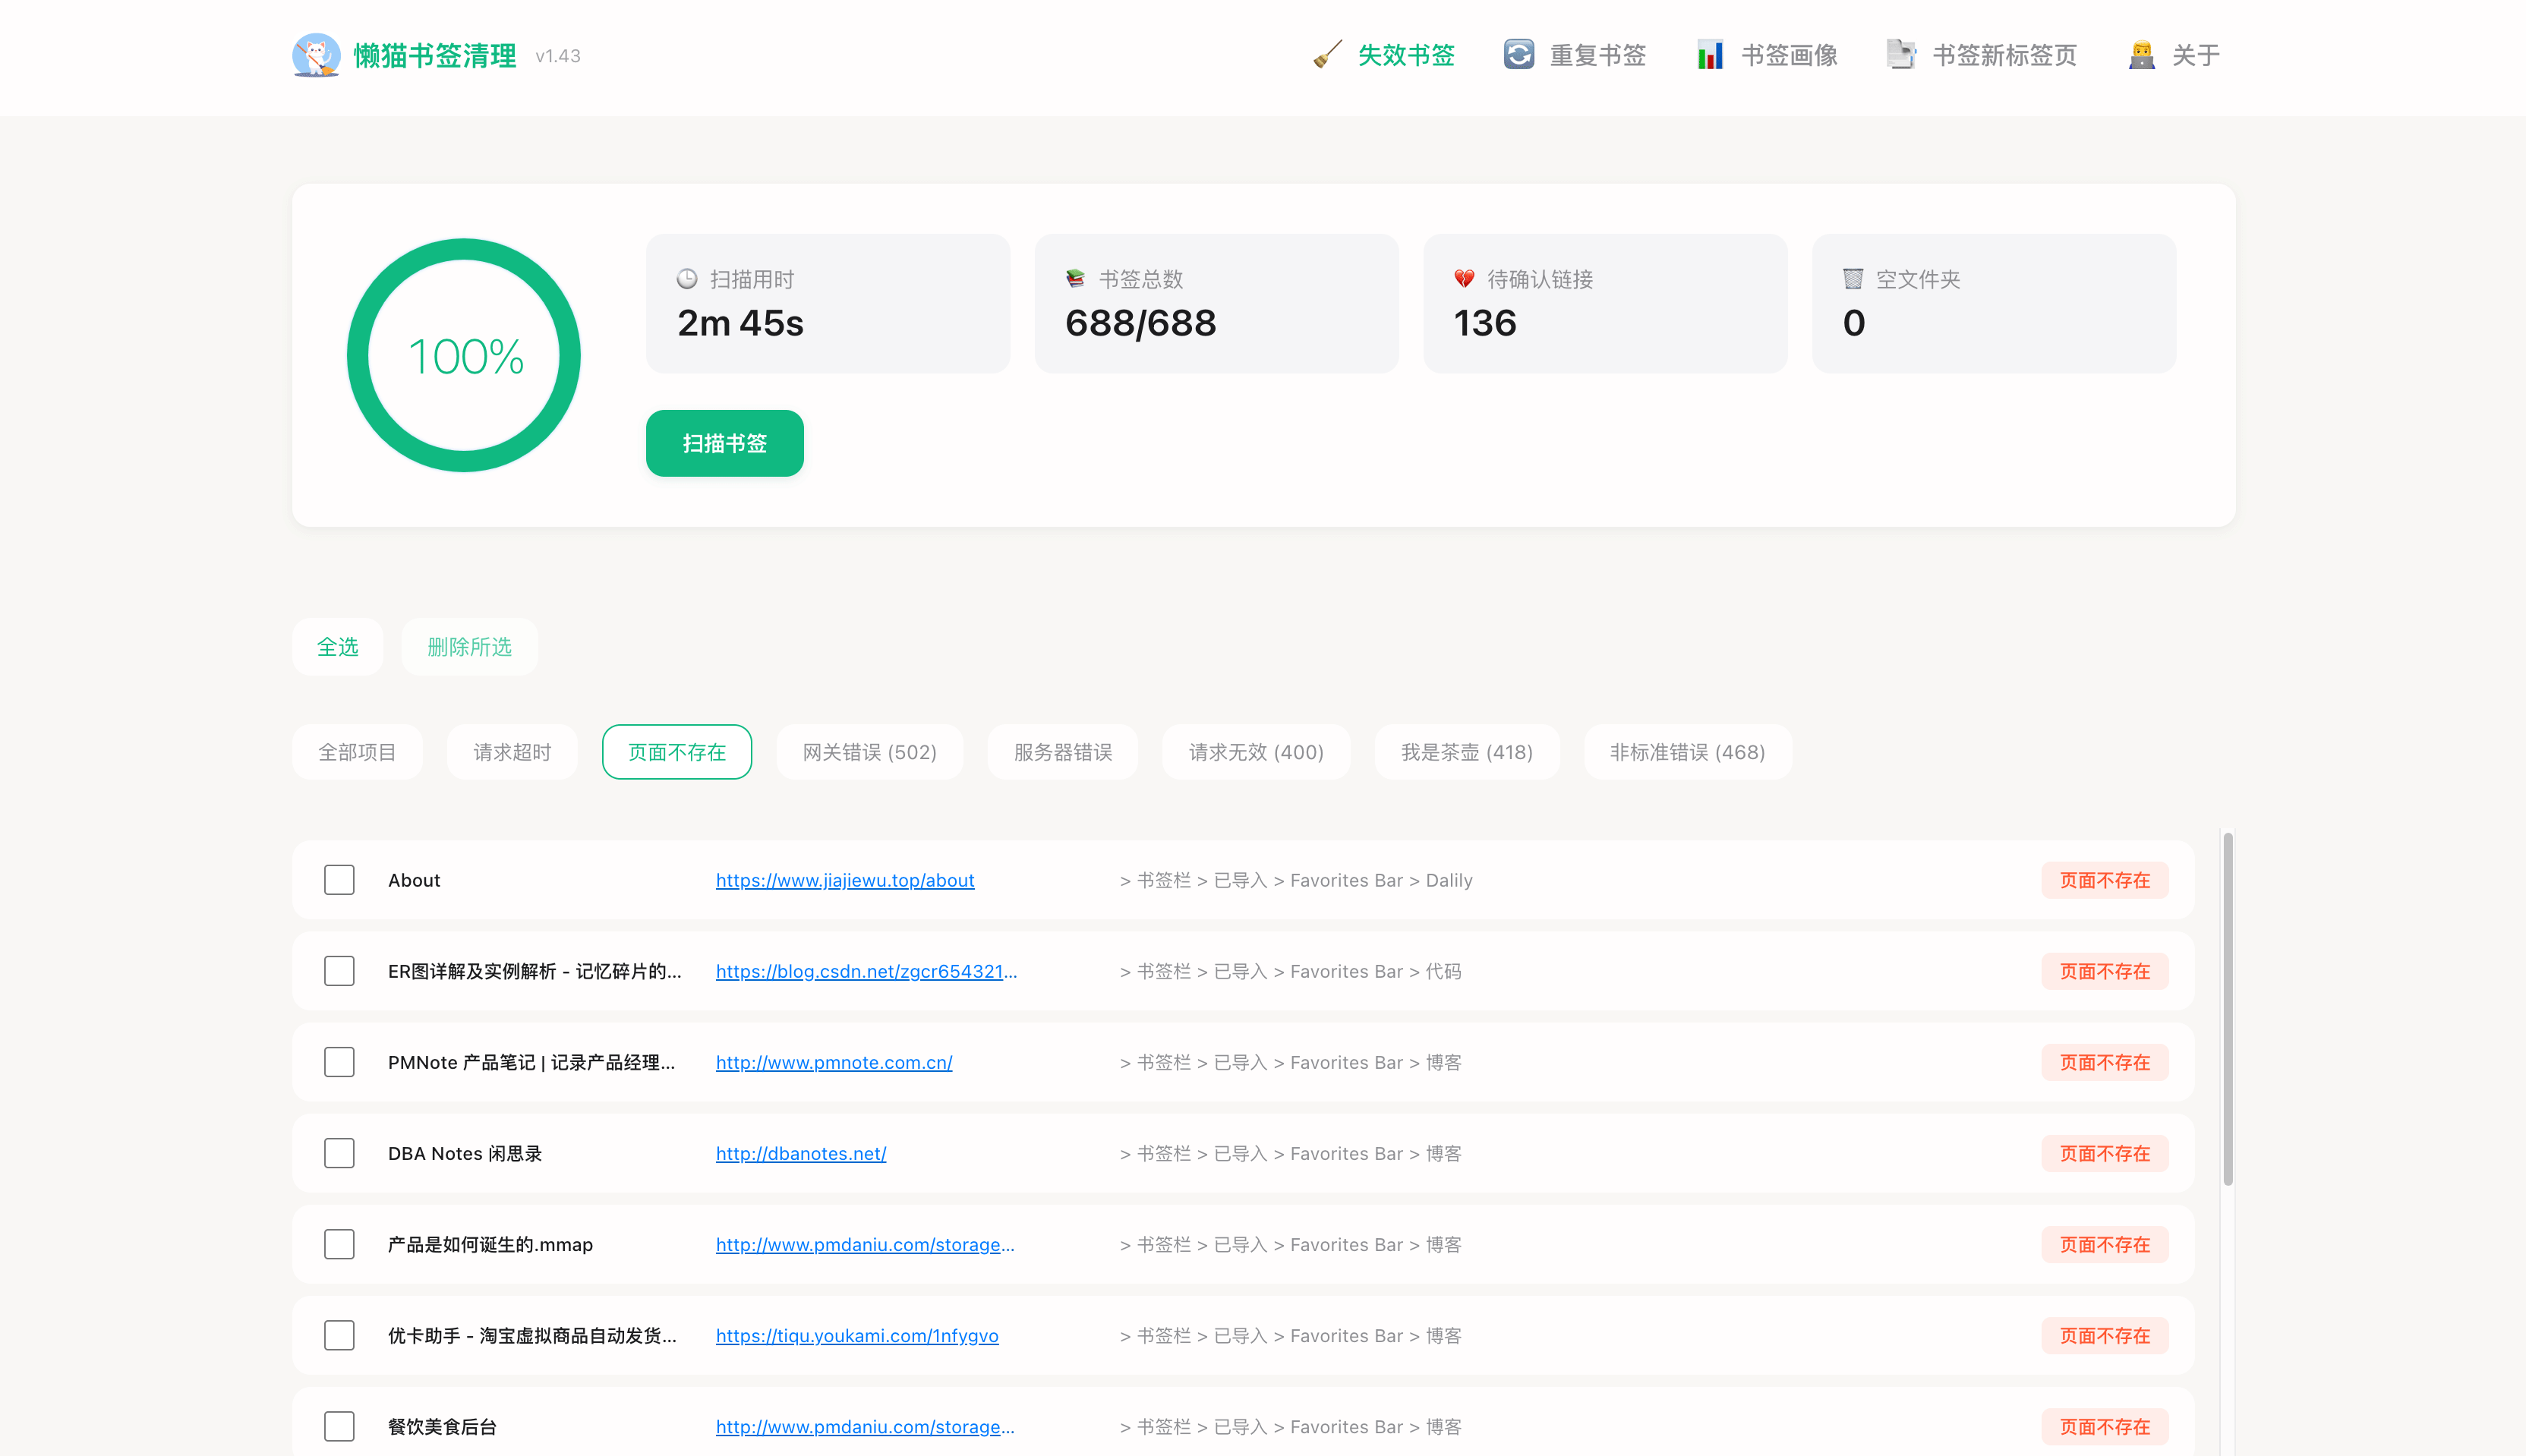 懒猫书签清理 v1.43
失效书签 重复书签 书签画像 书签新标签页 关于
100%
扫描用时 书签总数 待确认链接 空文件夹
2m 45s 688/688 136 0
扫描书签
全选 删除所选
全部项目 请求超时 页面不存在 网关错误 (502) 服务器错误 请求无效 (400) 我是茶壶 (418) 非标准错误 (468)
About https://www.jiajiewu.top/about > 书签栏 > 已导入 > Favorites Bar > Dalily 页面不存在
ER图详解及实例解析 - 记忆碎片的... https://blog.csdn.net/zgcr654321... > 书签栏 > 已导入 > Favorites Bar > 代码 页面不存在
PMNote 产品笔记 | 记录产品经理... http://www.pmnote.com.cn/ > 书签栏 > 已导入 > Favorites Bar > 博客 页面不存在
DBA Notes 闲思录 http://dbanotes.net/ > 书签栏 > 已导入 > Favorites Bar > 博客 页面不存在
产品是如何诞生的.mmap http://www.pmdaniu.com/storage... > 书签栏 > 已导入 > Favorites Bar > 博客 页面不存在
优卡助手 - 淘宝虚拟商品自动发货... https://tiqu.youkami.com/1nfygvo > 书签栏 > 已导入 > Favorites Bar > 博客 页面不存在
餐饮美食后台 http://www.pmdaniu.com/storage... > 书签栏 > 已导入 > Favorites Bar > 博客 页面不存在